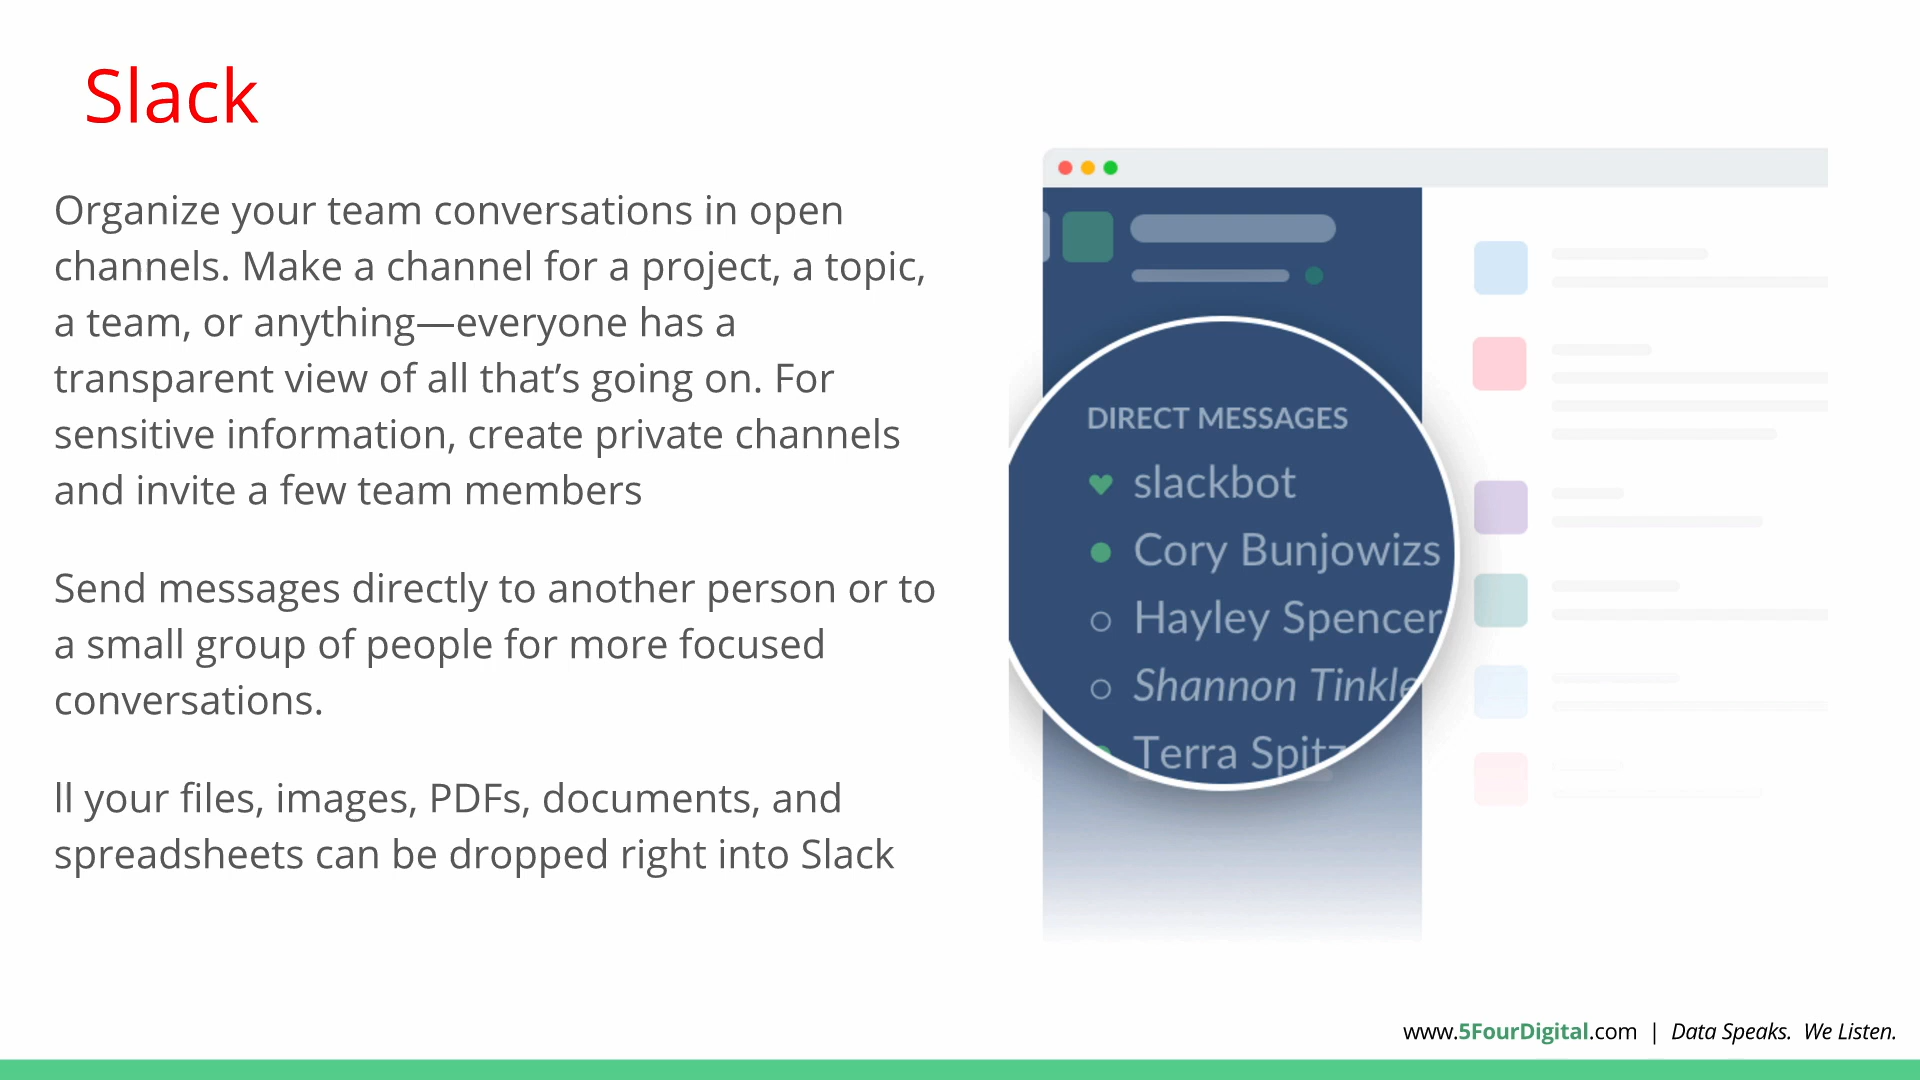 Slack
Organize your team conversations in open
channels. Make a channel for a project, a topic,
a team, or anything—everyone has a
transparent view of all that’s going on. For
sensitive information, create private channels
and invite a few team members
Send messages directly to another person or to
a small group of people for more focused
conversations.
ll your files, images, PDFs, documents, and
spreadsheets can be dropped right into Slack
DIRECT MESSAGES
slackbot
Cory Bunjowizs
Hayley Spencer
Shannon Tinkle
Terra Spitz
www.5FourDigital.com | Data Speaks. We Listen.